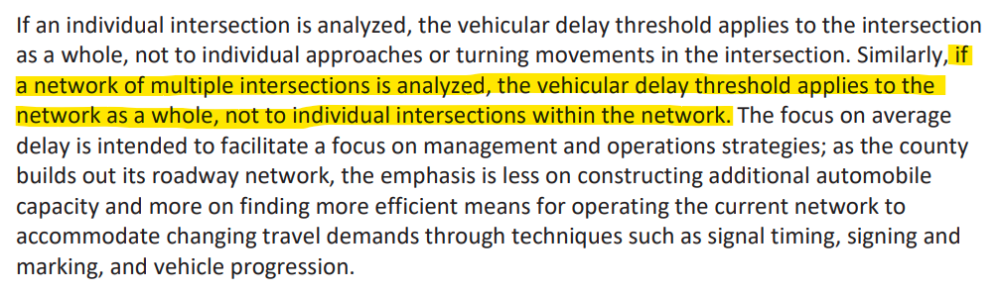 If an individual intersection is analyzed, the vehicular delay threshold applies to the intersection
as a whole, not to individual approaches or turning movements in the intersection. Similarly, if
a network of multiple intersections is analyzed, the vehicular delay threshold applies to the
network as a whole, not to individual intersections within the network. The focus on average
delay is intended to facilitate a focus on management and operations strategies; as the county
builds out its roadway network, the emphasis is less on constructing additional automobile
capacity and more on finding more efficient means for operating the current network to
accommodate changing travel demands through techniques such as signal timing, signing and
marking, and vehicle progression.